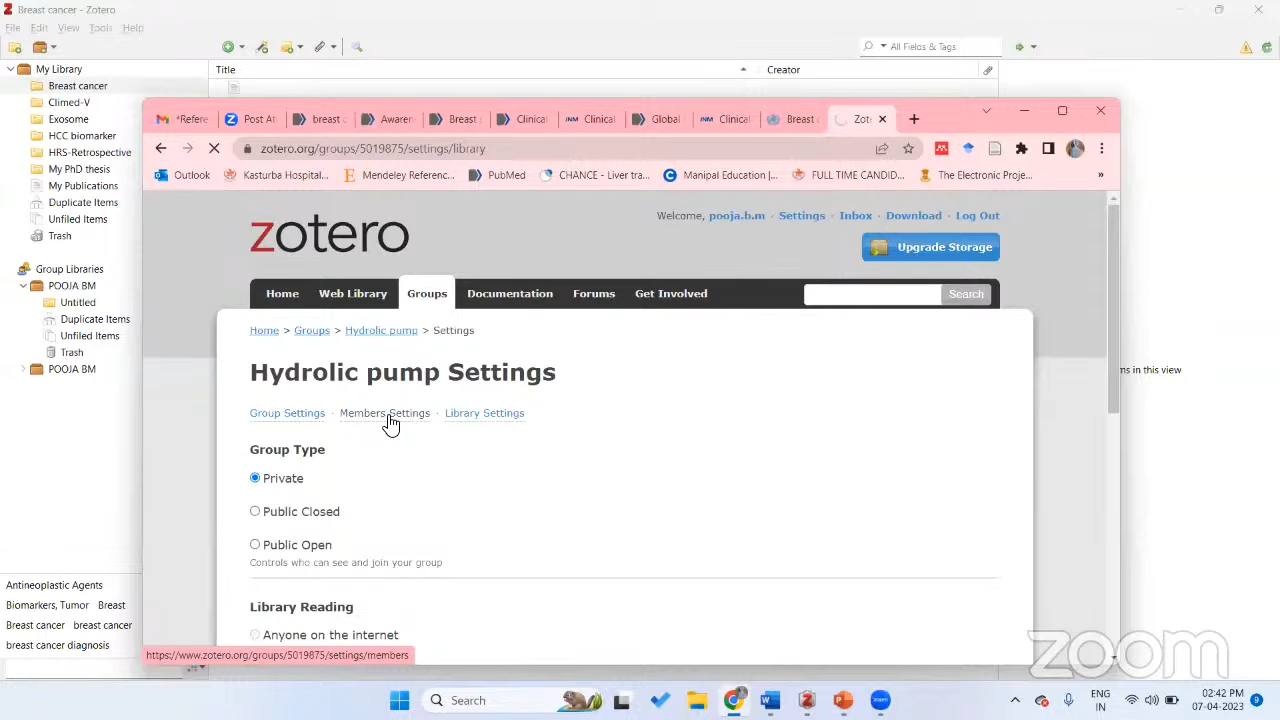 Breast cancer - Zotero
File Edit View Tools Help
All Fields & Tags
My Library
Breast cancer
Climed-V
Exosome
HCC biomarker
HRS-Retrospective
My PhD thesis
My Publications
Duplicate Items
Unfiled Items
Trash
Group Libraries
POOJA BM
Untitled
Duplicate Items
Unfiled Items
Trash
POOJA BM
Antineoplastic Agents
Biomarkers, Tumor Breast
Breast cancer breast cancer
breast cancer diagnosis
Title Creator
*Refere Post At breast c Awaren Breast Clinical Clinical Global Clinical Breast Zot
zotero.org/groups/5019875/settings/library
Outlook Kasturba Hospital... Mendeley Referenc... PubMed CHANCE - Liver tra... Manipal Education |... FULL TIME CANDID... The Electronic Proje... »
zotero
Welcome, pooja.b.m · Settings · Inbox · Download · Log Out
Upgrade Storage
Home Web Library Groups Documentation Forums Get Involved Search
Home > Groups > Hydrolic pump > Settings
Hydrolic pump Settings
Group Settings · Members Settings · Library Settings
Group Type
Private
Public Closed
Public Open
Controls who can see and join your group
Library Reading
Anyone on the internet
https://www.zotero.org/groups/5019875/settings/members
ms in this view
zoom
Search
ENG
IN
02:42 PM
07-04-2023
9